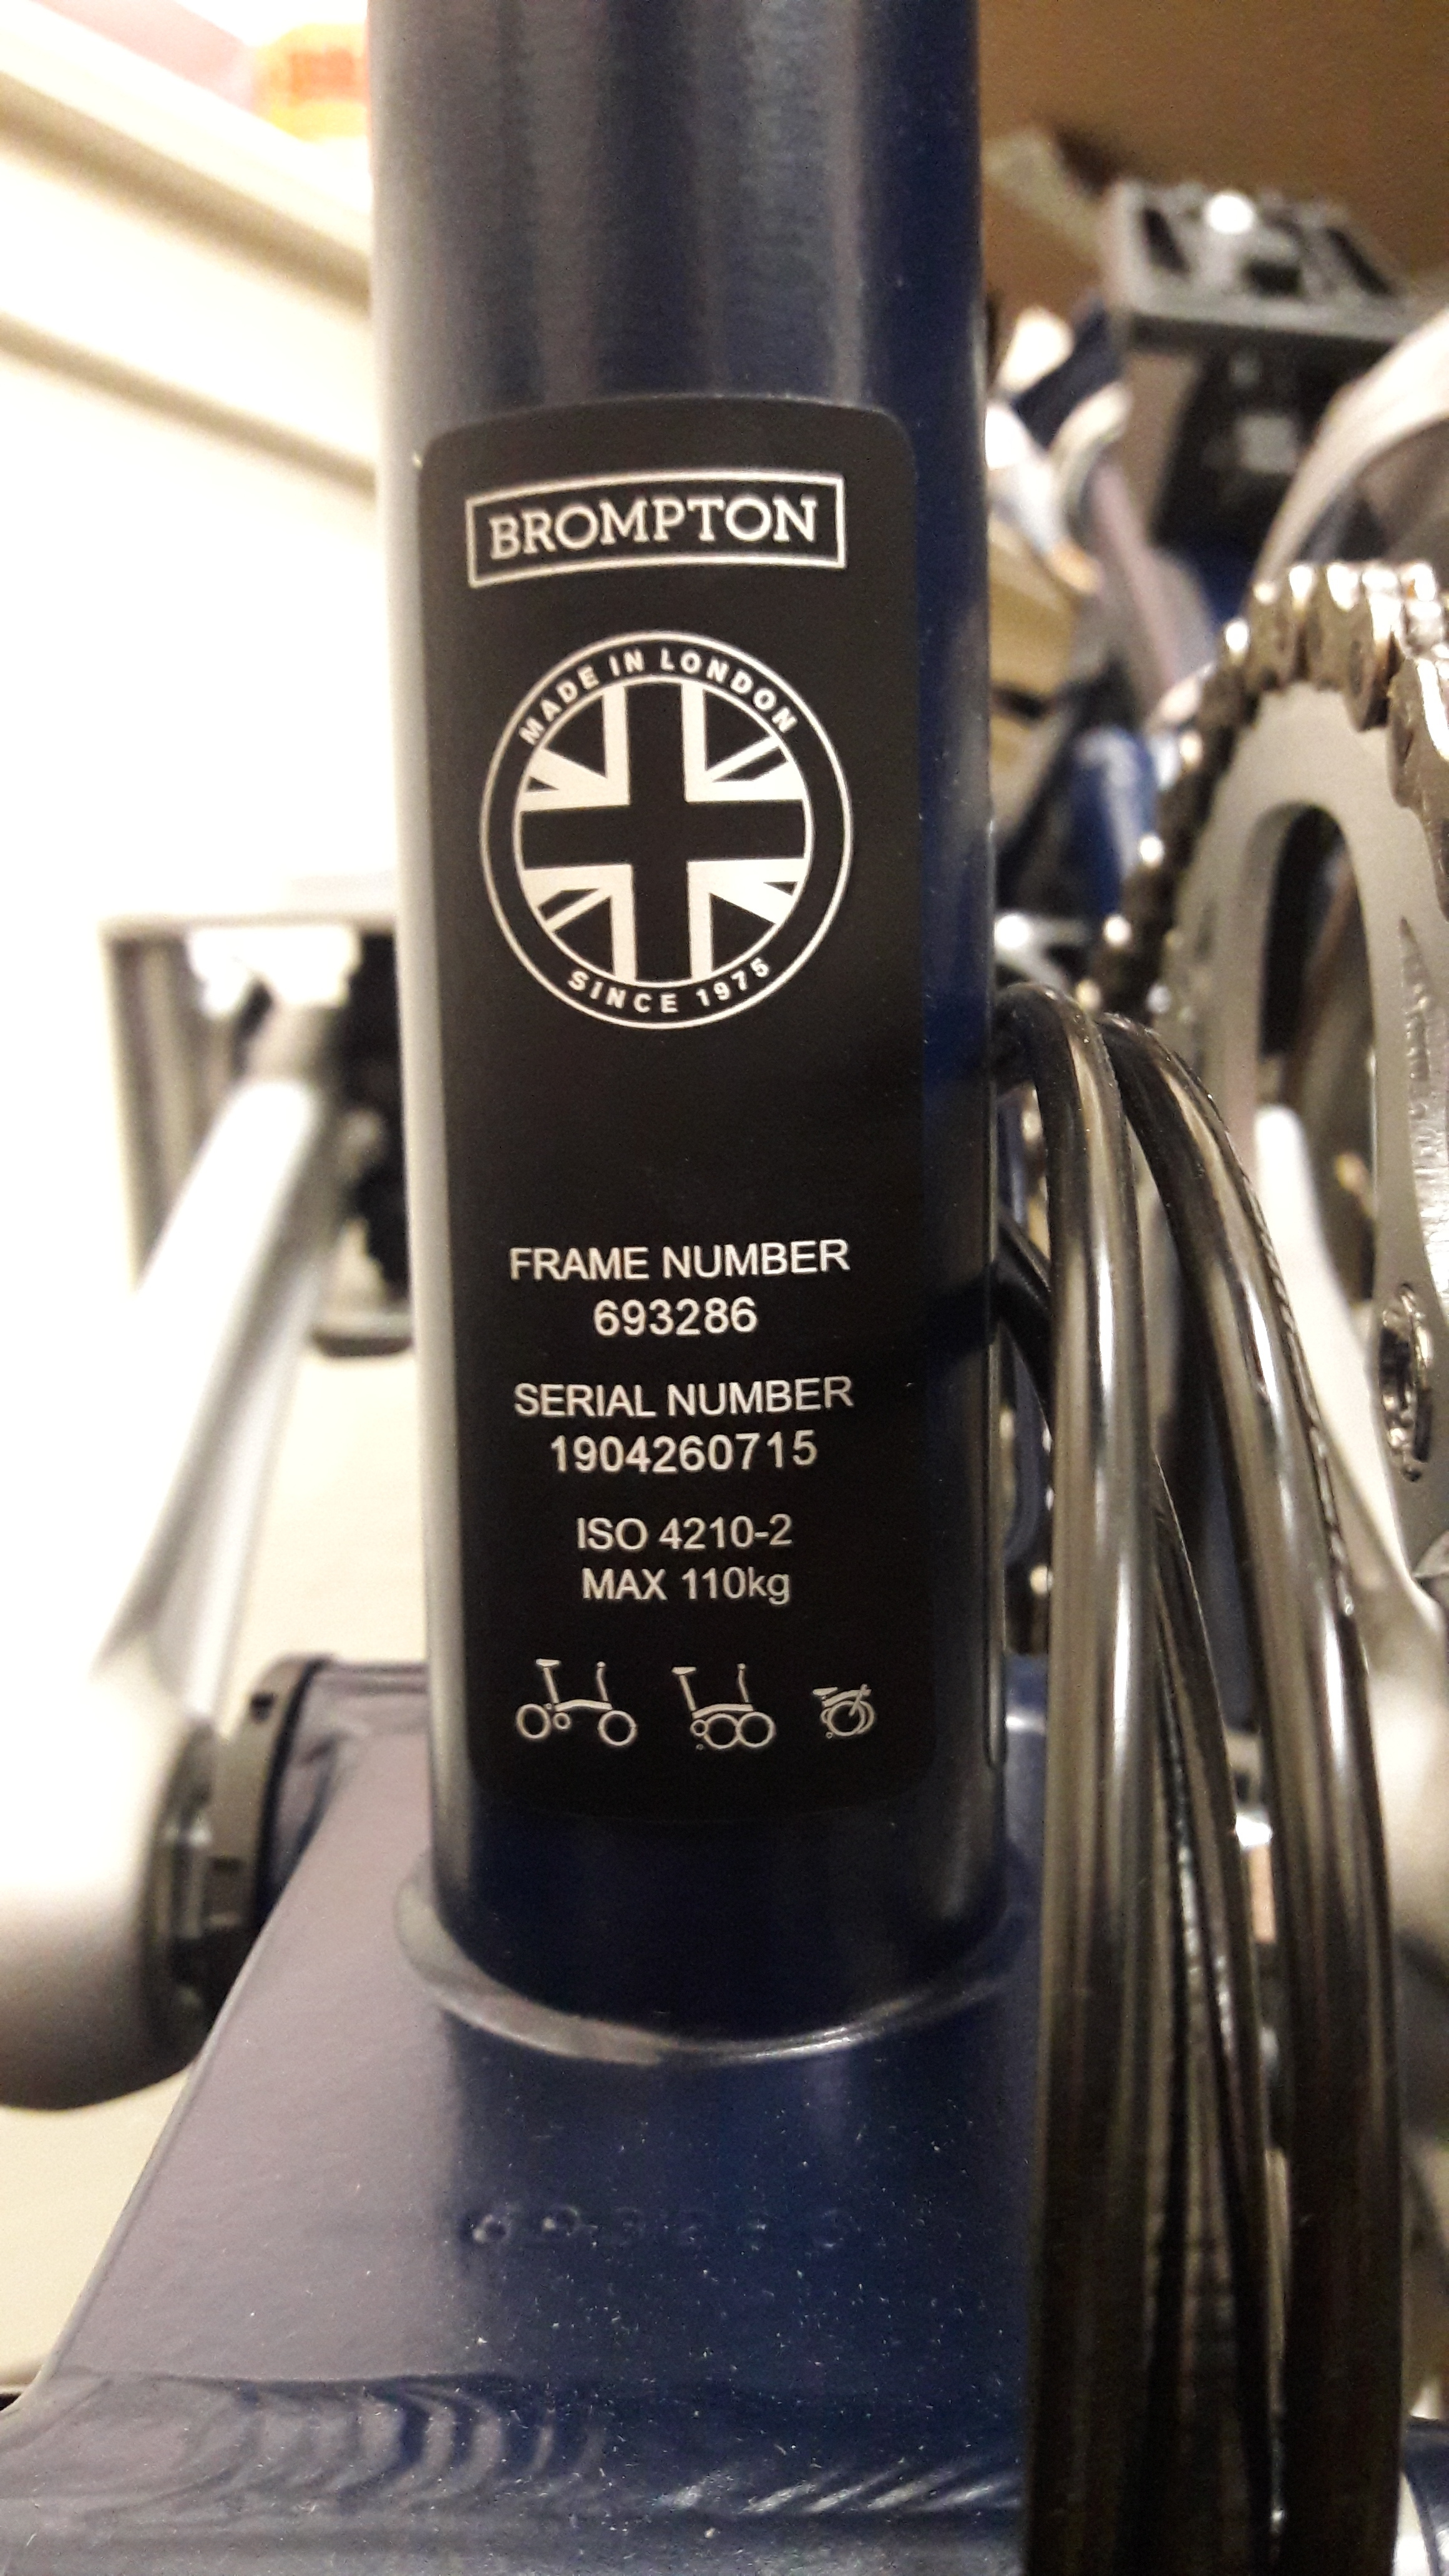 BROMPTON
MADE IN LONDON
SINCE 1975
FRAME NUMBER
693286
SERIAL NUMBER
1904260715
ISO 4210-2
MAX 110kg